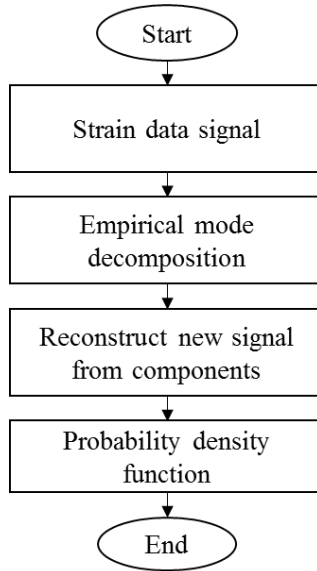 Start
Strain data signal
Empirical mode
decomposition
Reconstruct new signal
from components
Probability density
function
End